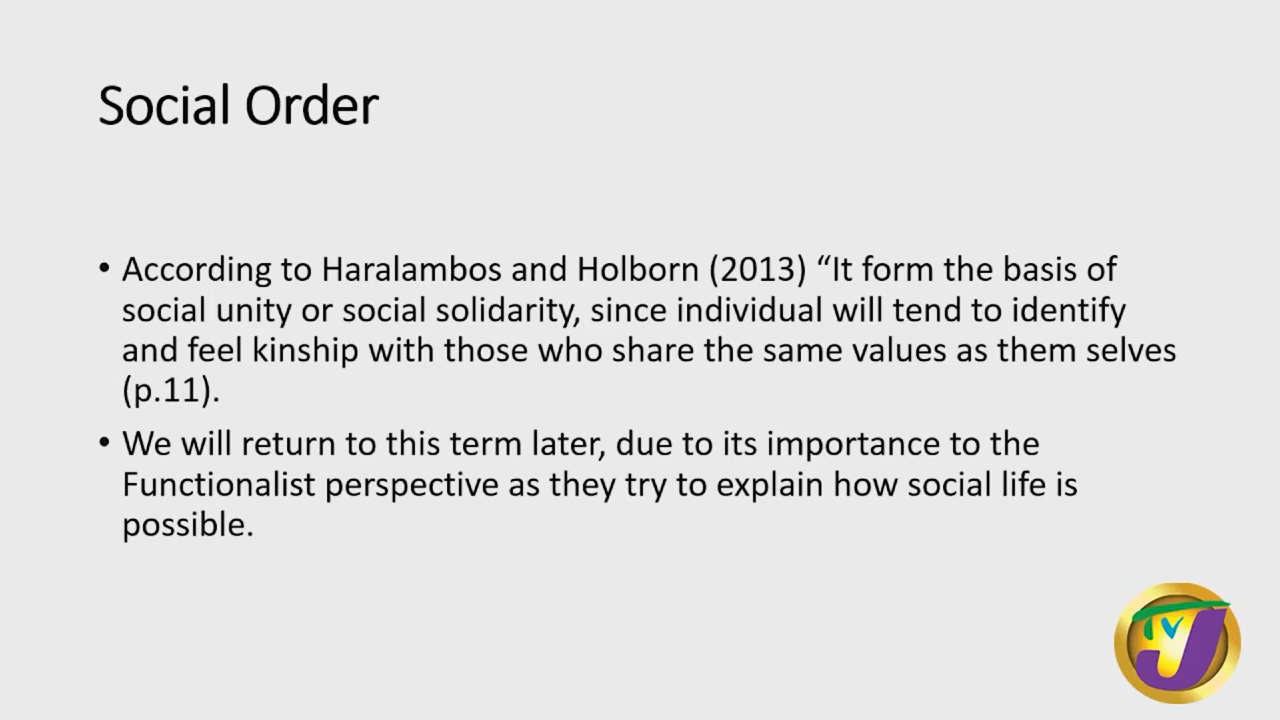 Social Order
• According to Haralambos and Holborn (2013) “It form the basis of
social unity or social solidarity, since individual will tend to identify
and feel kinship with those who share the same values as them selves
(p.11).
• We will return to this term later, due to its importance to the
Functionalist perspective as they try to explain how social life is
possible.
TVJ